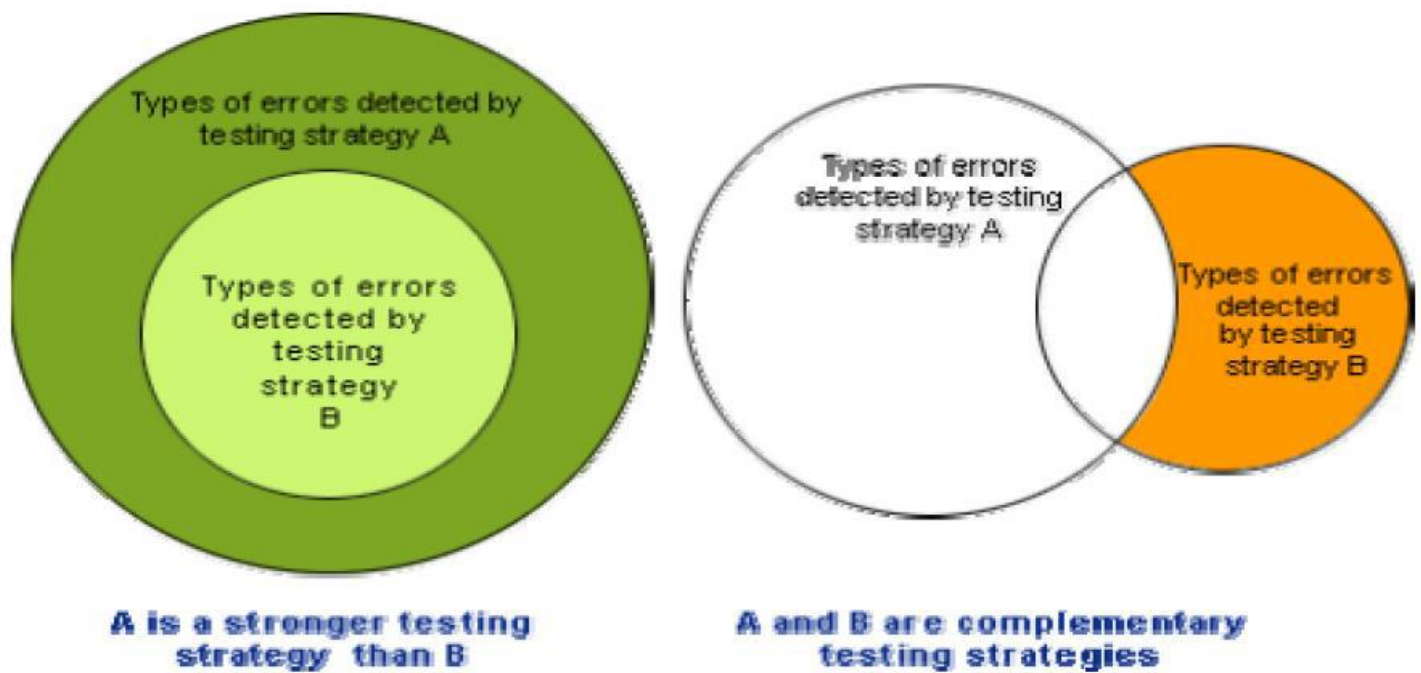 Types of errors detected by
testing strategy A
Types of errors
detected by
testing
strategy
B
A is a stronger testing
strategy than B
Types of errors
detected by testing
strategy A
Types of errors
detected
by testing
strategy B
A and B are complementary
testing strategies